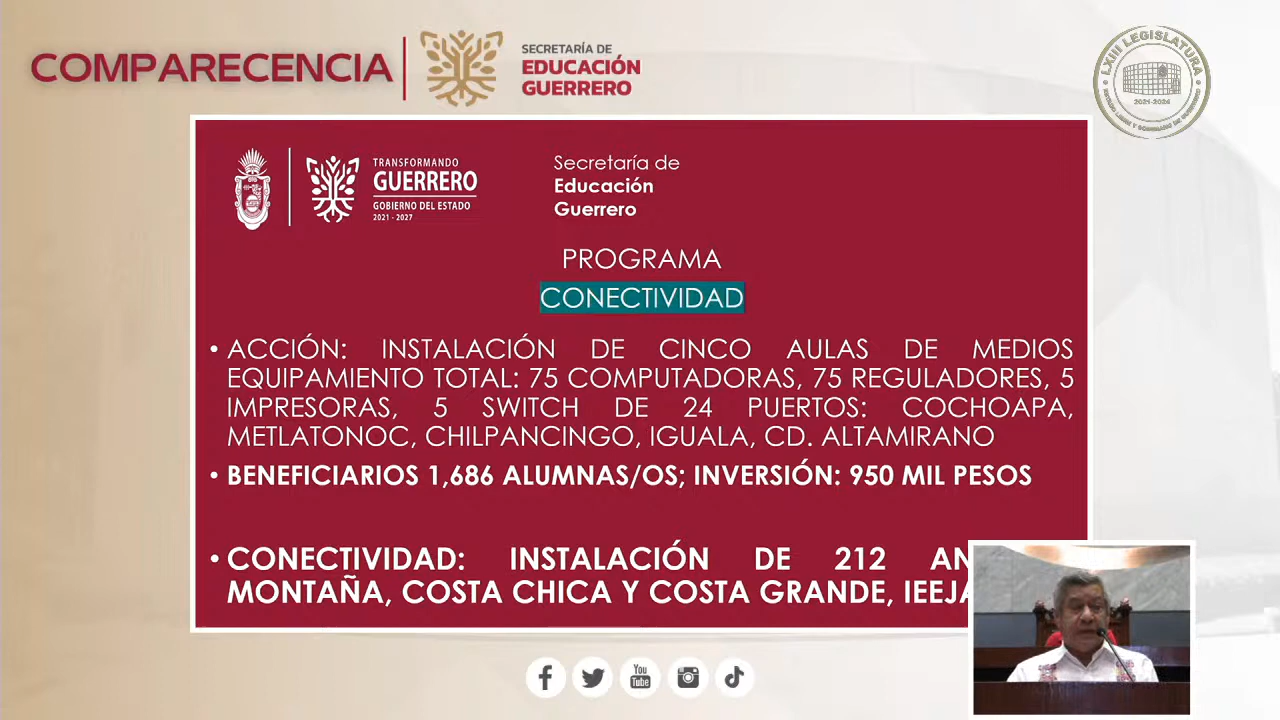 COMPARECENCIA
SECRETARÍA DE
EDUCACIÓN
GUERRERO
LXIII LEGISLATURA
2021-2024
TRANSFORMANDO
GUERRERO
GOBIERNO DEL ESTADO
2021 - 2027
Secretaría de
Educación
Guerrero
PROGRAMA
CONECTIVIDAD
• ACCIÓN: INSTALACIÓN DE CINCO AULAS DE MEDIOS
EQUIPAMIENTO TOTAL: 75 COMPUTADORAS, 75 REGULADORES, 5
IMPRESORAS, 5 SWITCH DE 24 PUERTOS: COCHOAPA,
METLATONOC, CHILPANCINGO, IGUALA, CD. ALTAMIRANO
• BENEFICIARIOS 1,686 ALUMNAS/OS; INVERSIÓN: 950 MIL PESOS
• CONECTIVIDAD: INSTALACIÓN DE 212 AN
MONTAÑA, COSTA CHICA Y COSTA GRANDE, IEEJA
You
Tube